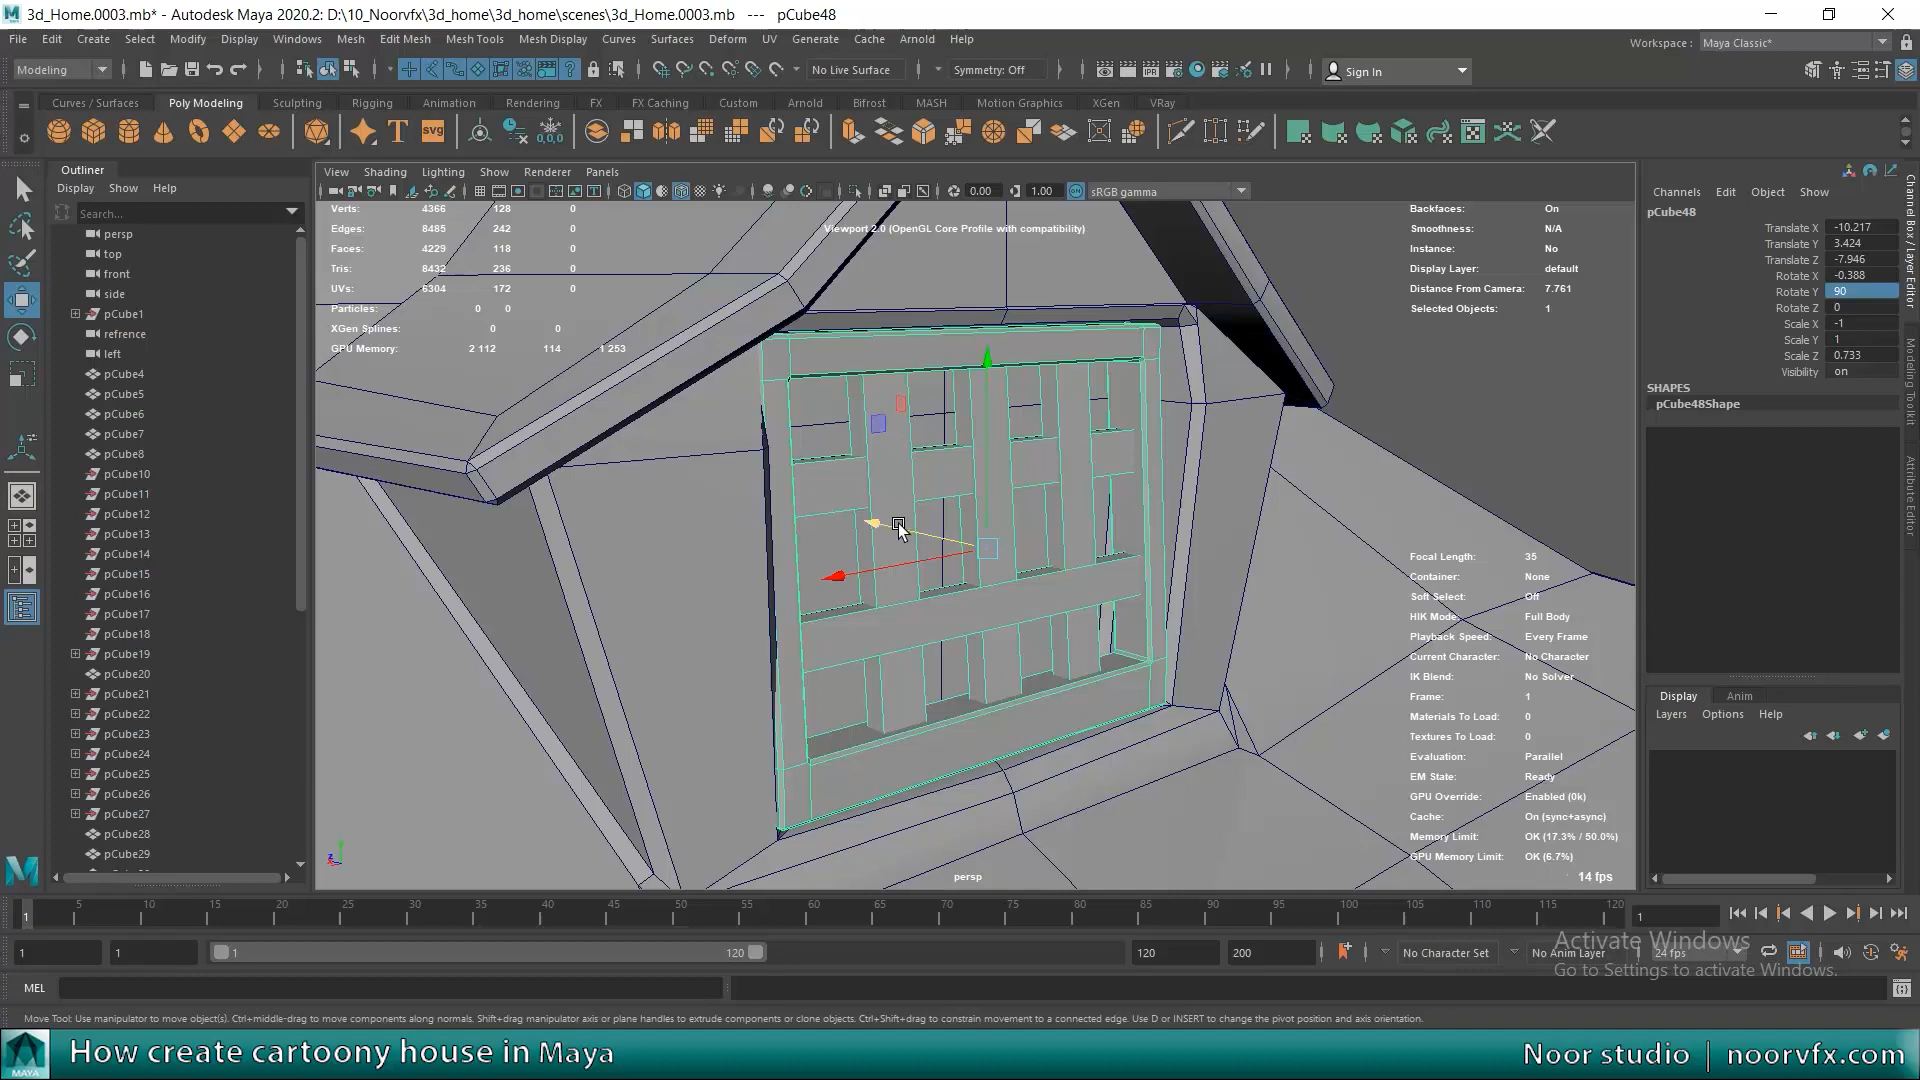 3d_Home.0003.mb* - Autodesk Maya 2020.2: D:\10_Noorvfx\3d_home\3d_home\scenes\3d_Home.0003.mb --- pCube48
File Edit Create Select Modify Display Windows Mesh Edit Mesh Mesh Tools Mesh Display Curves Surfaces Deform UV Generate Cache Arnold Help
Workspace : Maya Classic*
Modeling No Live Surface Symmetry: Off Sign In
Curves / Surfaces Poly Modeling Sculpting Rigging Animation Rendering FX FX Caching Custom Arnold Bifrost MASH Motion Graphics XGen VRay
T svg 0,0,0
Outliner
Display Show Help
Search...
persp
top
front
side
pCube1
refrence
left
pCube4
pCube5
pCube6
pCube7
pCube8
pCube10
pCube11
pCube12
pCube13
pCube14
pCube15
pCube16
pCube17
pCube18
pCube19
pCube20
pCube21
pCube22
pCube23
pCube24
pCube25
pCube26
pCube27
pCube28
pCube29
View Shading Lighting Show Renderer Panels
0.00 1.00 sRGB gamma
Verts: 4366 128 0
Edges: 8485 242 0
Faces: 4229 118 0
Tris: 8432 236 0
UVs: 6304 172 0
Particles: 0 0
XGen Splines: 0 0
GPU Memory: 2 112 114 1 253
Viewport 2.0 (OpenGL Core Profile with compatibility)
Backfaces: On
Smoothness: N/A
Instance: No
Display Layer: default
Distance From Camera: 7.761
Selected Objects: 1
Focal Length: 35
Container: None
Soft Select: Off
HIK Mode: Full Body
Playback Speed: Every Frame
Current Character: No Character
IK Blend: No Solver
Frame: 1
Materials To Load: 0
Textures To Load: 0
Evaluation: Parallel
EM State: Ready
GPU Override: Enabled (0k)
Cache: On (sync+async)
Memory Limit: OK (17.3% / 50.0%)
GPU Memory Limit: OK (6.7%)
14 fps
persp
Channels Edit Object Show
pCube48
Translate X -10.217
Translate Y 3.424
Translate Z -7.946
Rotate X -0.388
Rotate Y 90
Rotate Z 0
Scale X -1
Scale Y 1
Scale Z 0.733
Visibility on
SHAPES
pCube48Shape
Channel Box / Layer Editor
Modeling Toolkit
Attribute Editor
Display Anim
Layers Options Help
1 5 10 15 20 25 30 35 40 45 50 55 60 65 70 75 80 85 90 95 100 105 110 115 120
1
1 1 1 120 120 200 No Character Set No Anim Layer 24 fps
Activate Windows
Go to Settings to activate Windows.
MEL
Move Tool: Use manipulator to move object(s). Ctrl+middle-drag to move components along normals. Shift+drag manipulator axis or plane handles to extrude components or clone objects. Ctrl+Shift+drag to constrain movement to a connected edge. Use D or INSERT to change the pivot position and axis orientation.
MAYA
How create cartoony house in Maya
Noor studio | noorvfx.com